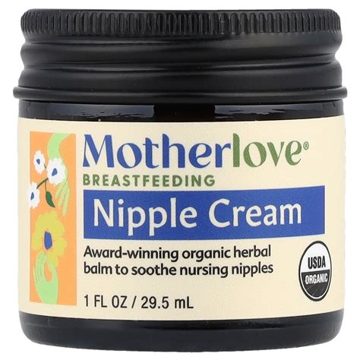 Motherlove®
BREASTFEEDING
Nipple Cream
Award-winning organic herbal
balm to soothe nursing nipples
1 FL OZ / 29.5 mL
USDA
ORGANIC